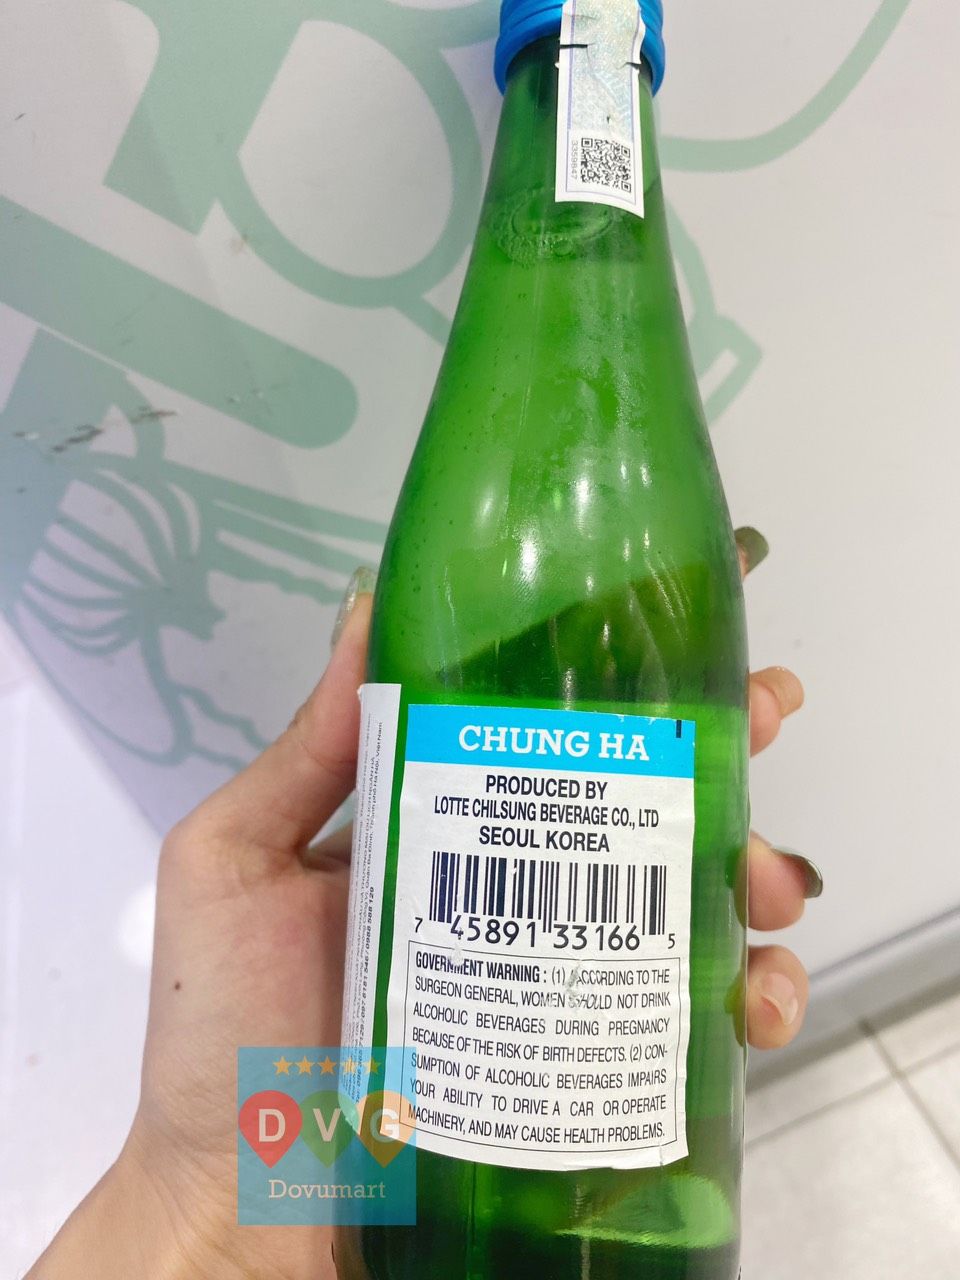 33698847
CHUNG HA
PRODUCED BY
LOTTE CHILSUNG BEVERAGE CO., LTD
SEOUL KOREA
7 45891 33166 5
GOVERNMENT WARNING : (1) ACCORDING TO THE
SURGEON GENERAL, WOMEN SHOULD NOT DRINK
ALCOHOLIC BEVERAGES DURING PREGNANCY
BECAUSE OF THE RISK OF BIRTH DEFECTS. (2) CON-
SUMPTION OF ALCOHOLIC BEVERAGES IMPAIRS
YOUR ABILITY TO DRIVE A CAR OR OPERATE
MACHINERY, AND MAY CAUSE HEALTH PROBLEMS.
DVG
Dovumart